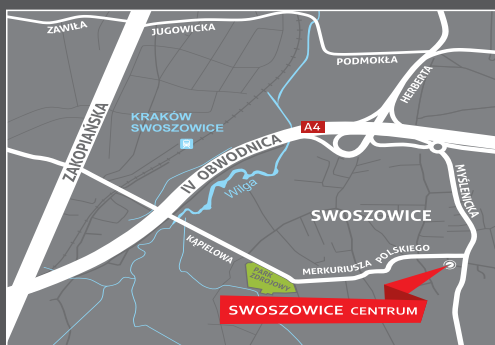 ZAWIŁA
JUGOWICKA
PODMOKŁA
HERBERTA
ZAKOPIAŃSKA
KRAKÓW
SWOSZOWICE
A4
IV OBWODNICA
MYŚLENICKA
Wilga
SWOSZOWICE
KĄPIELOWA
MERKURIUSZA POLSKIEGO
PARK
ZDROJOWY
SWOSZOWICE CENTRUM